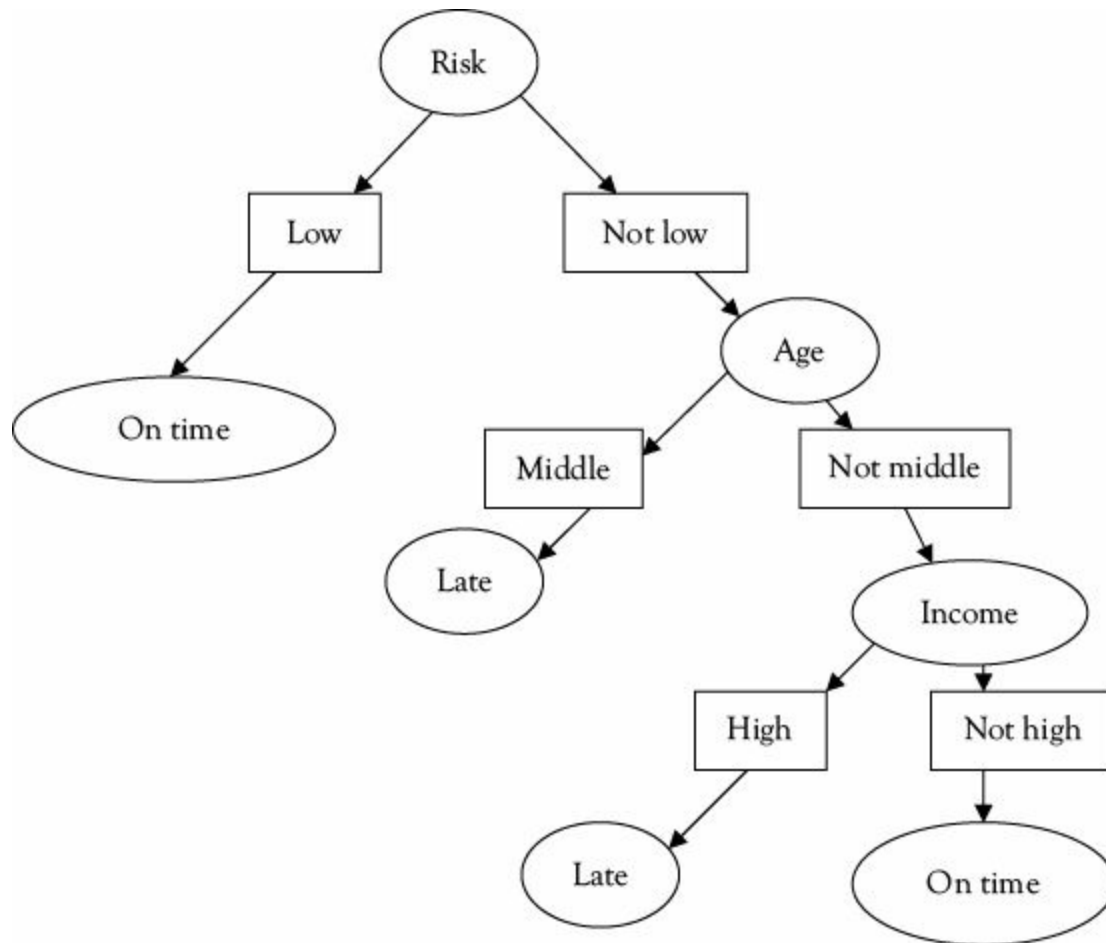 Risk
Low
Not low
Age
On time
Middle
Not middle
Late
Income
High
Not high
Late
On time